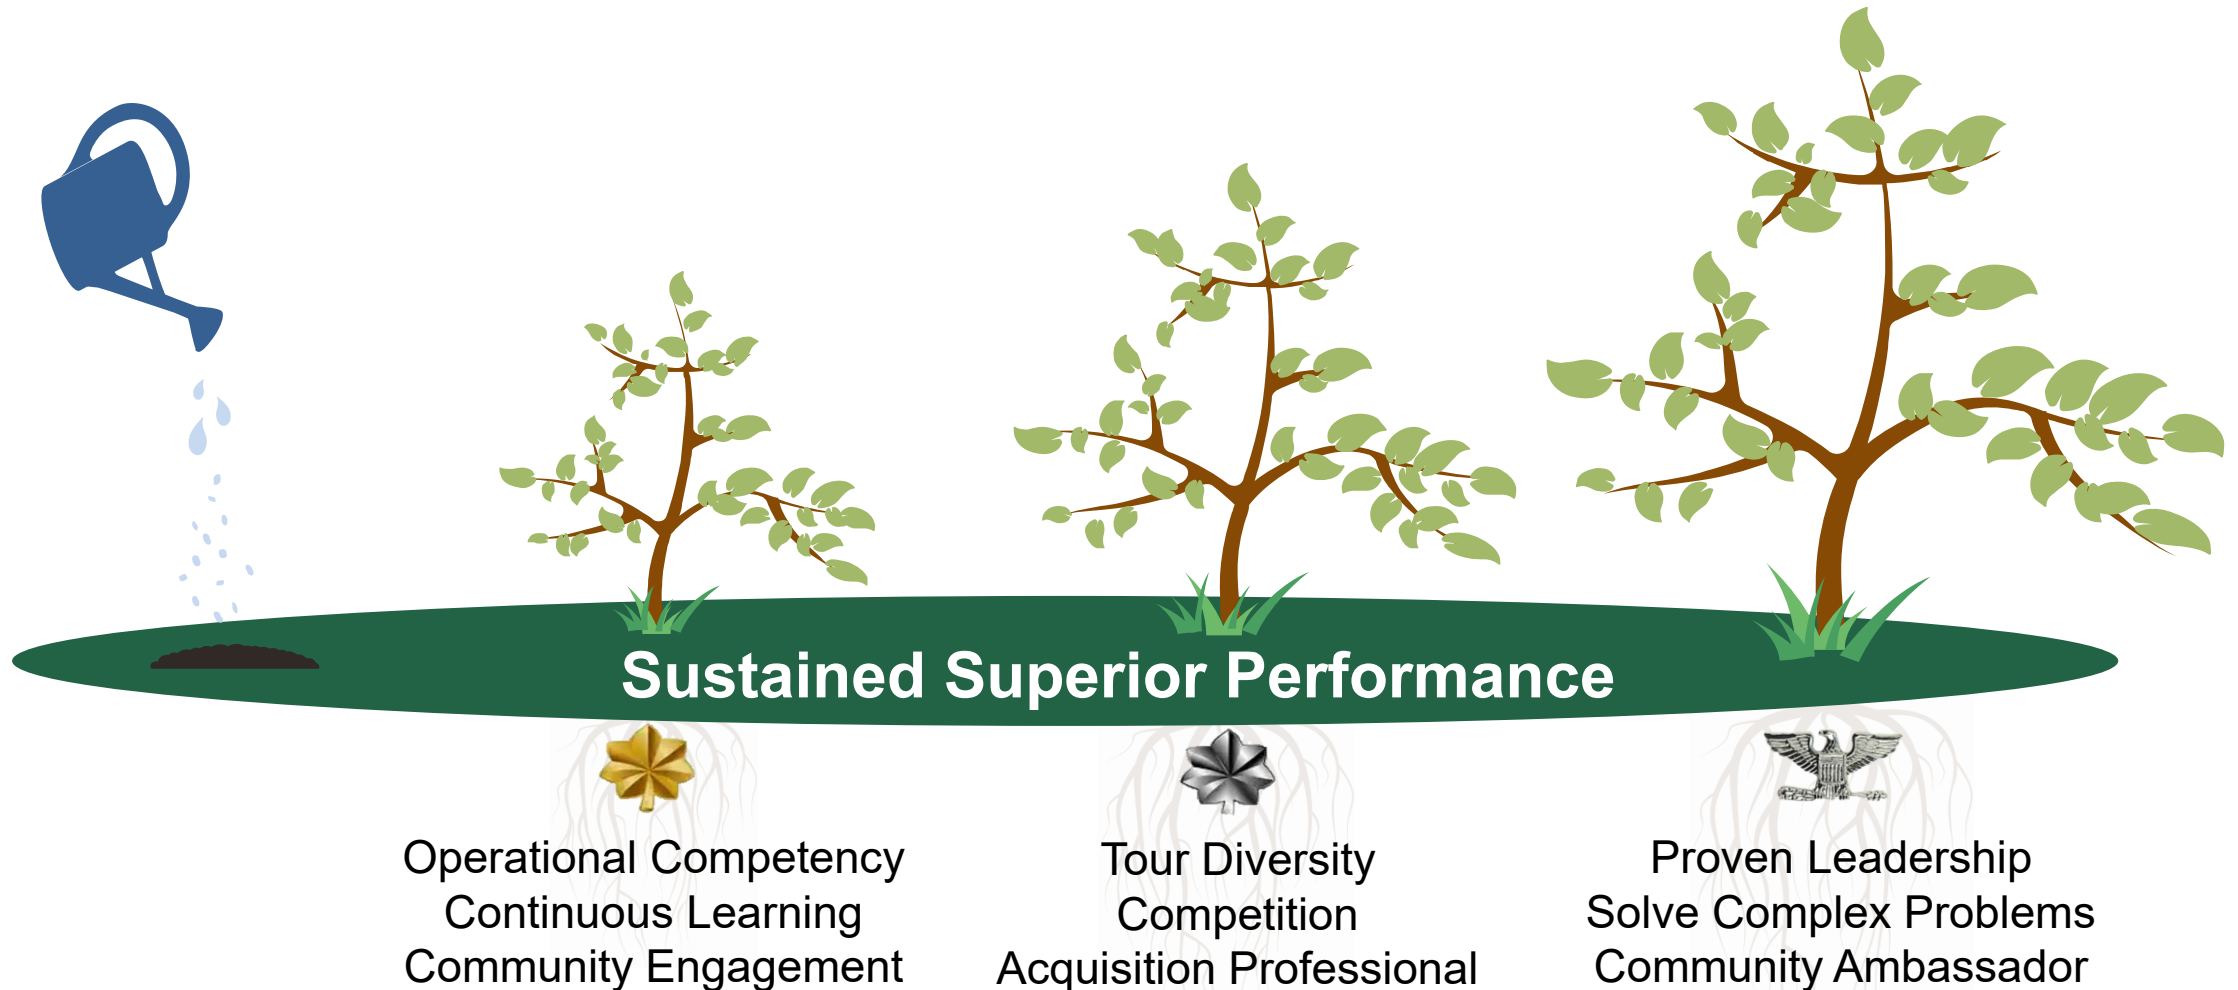 Sustained Superior Performance
Operational Competency
Continuous Learning
Community Engagement
Tour Diversity
Competition
Acquisition Professional
Proven Leadership
Solve Complex Problems
Community Ambassador